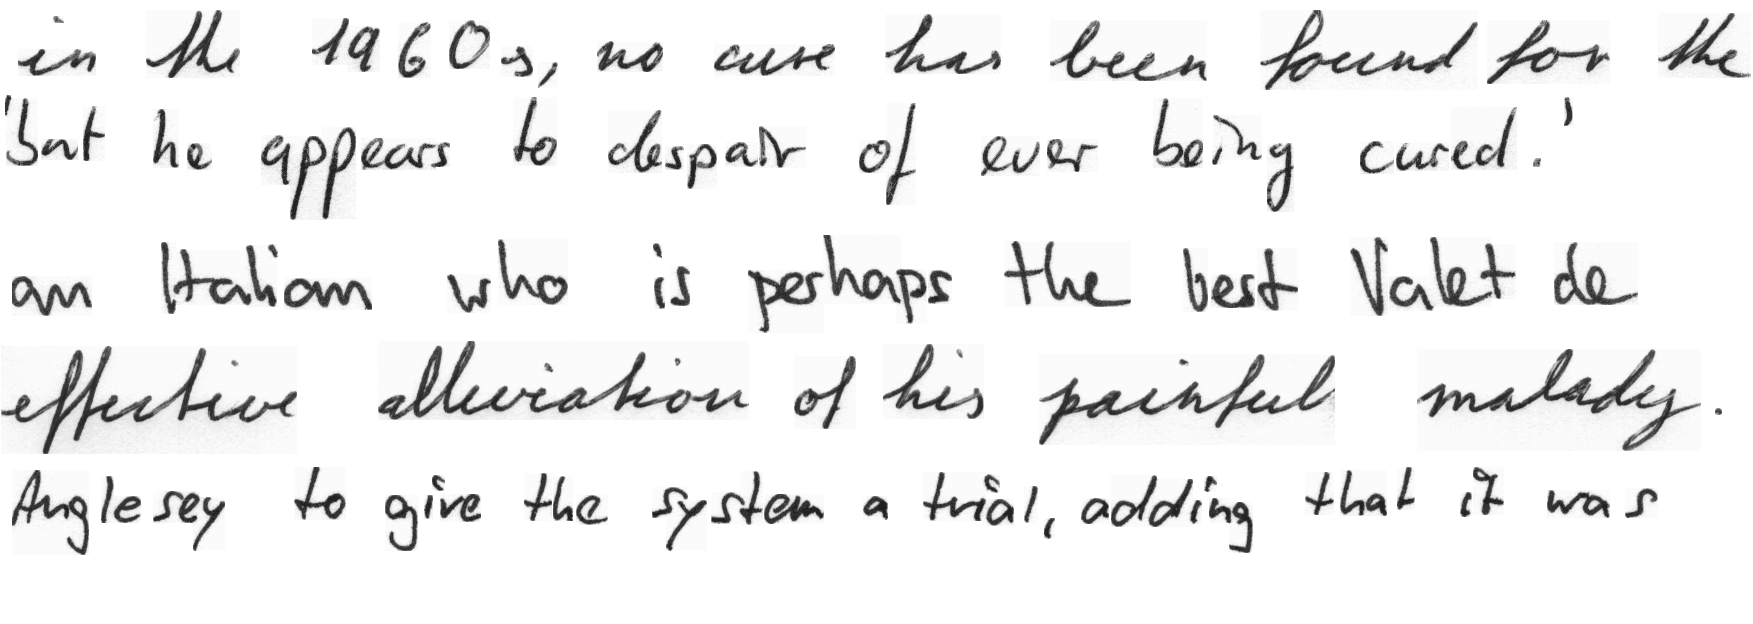 in the 1960s, no cure has been found for the
'but he appears to despair of ever being cured.'
an Italian who is perhaps the best Valet de
effective alleviation of his painful malady.
Anglesey to give the system a trial, adding that it was